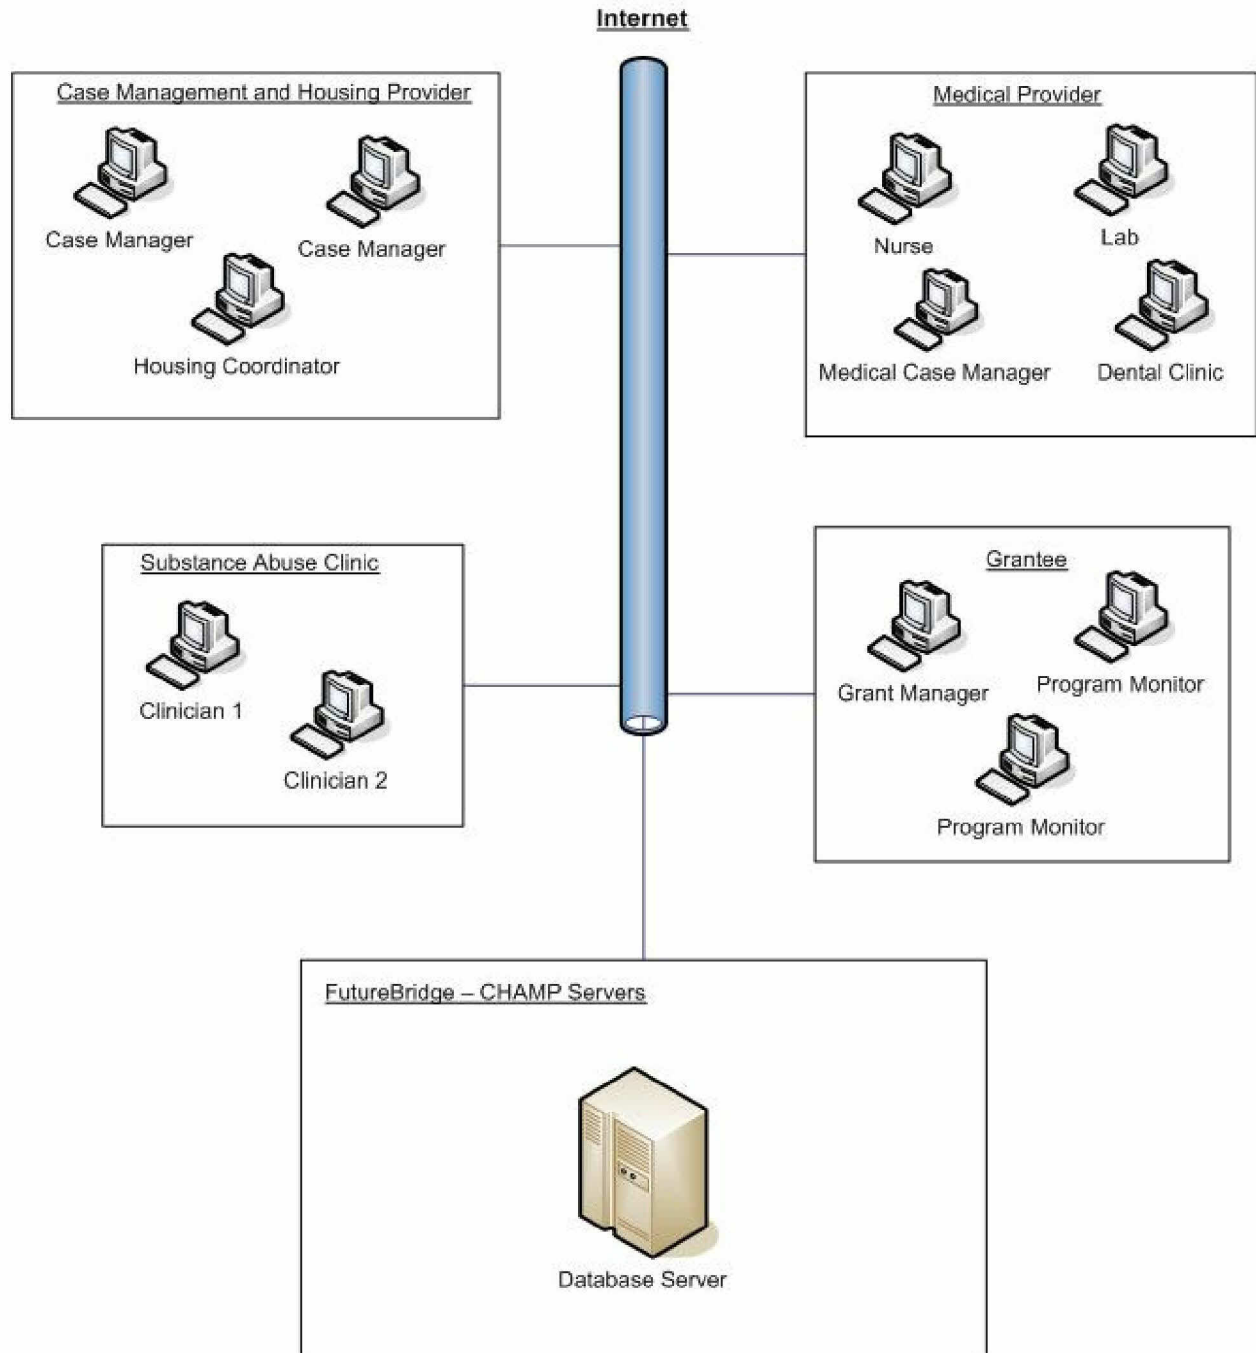 Internet
Case Management and Housing Provider
Case Manager
Case Manager
Housing Coordinator
Medical Provider
Nurse
Lab
Medical Case Manager
Dental Clinic
Substance Abuse Clinic
Clinician 1
Clinician 2
Grantee
Grant Manager
Program Monitor
Program Monitor
FutureBridge – CHAMP Servers
Database Server